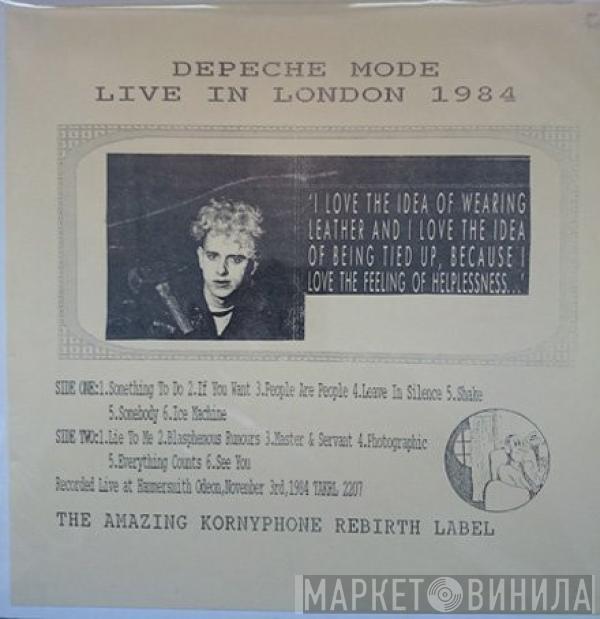 DEPECHE MODE
LIVE IN LONDON 1984
'I LOVE THE IDEA OF WEARING
LEATHER AND I LOVE THE IDEA
OF BEING TIED UP, BECAUSE I
LOVE THE FEELING OF HELPLESSNESS...'
SIDE ONE:1.Something To Do 2.If You Want 3.People Are People 4.Leave In Silence 5.Shake
5.Somebody 6.Ice Machine
SIDE TWO:1.Lie To Me 2.Blasphenous Rumours 3.Master & Servant 4.Photographic
5.Everything Counts 6.See You
Recorded Live at Hammersmith Odeon,November 3rd,1984 TAKRL 2207
THE AMAZING KORNYPHONE REBIRTH LABEL
МАРКЕТ ВИНИЛА